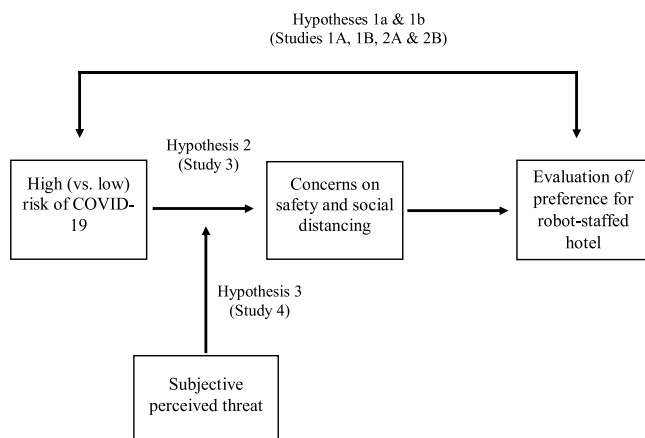 Hypotheses 1a & 1b
(Studies 1A, 1B, 2A & 2B)
Hypothesis 2
(Study 3)
High (vs. low)
risk of COVID-
19
Concerns on
safety and social
distancing
Evaluation of/
preference for
robot-staffed
hotel
Hypothesis 3
(Study 4)
Subjective
perceived threat